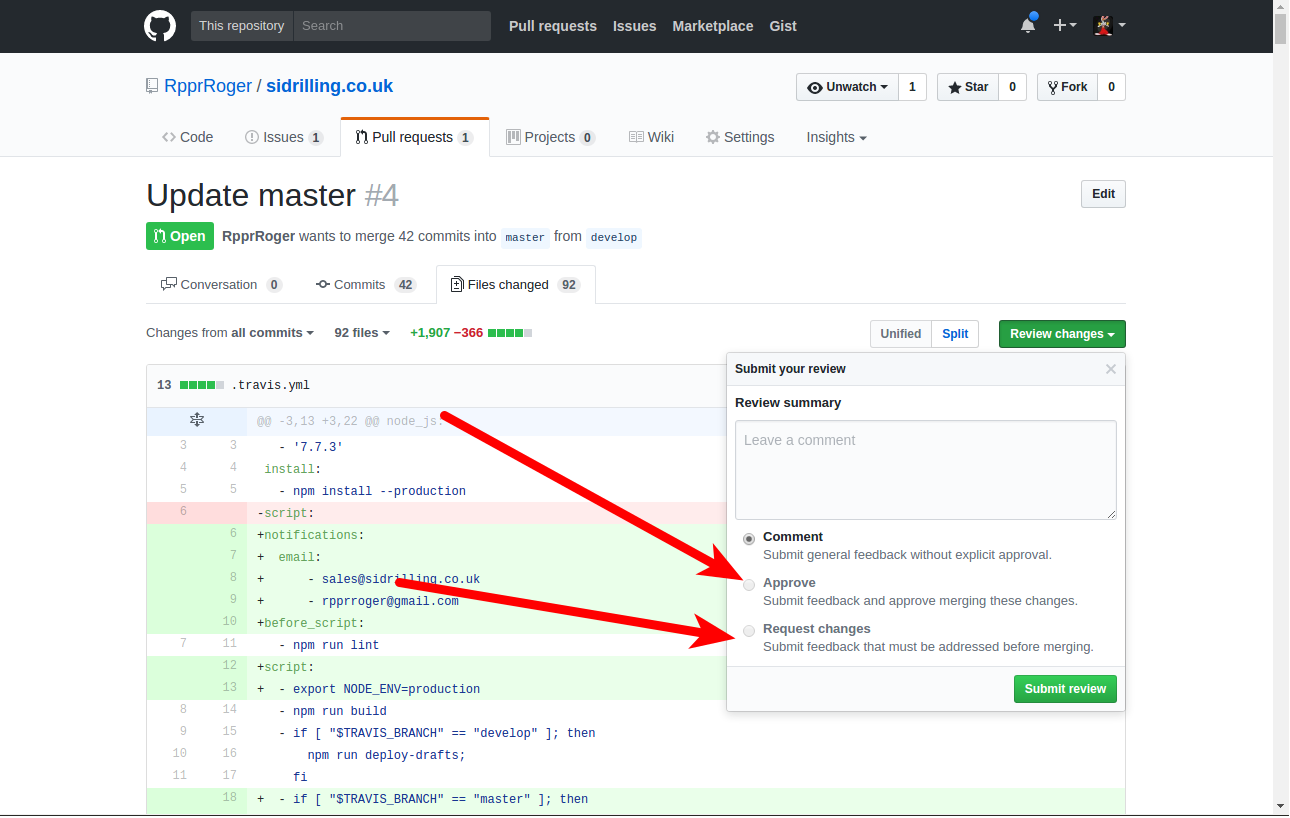 This repository Search Pull requests Issues Marketplace Gist
RpprRoger / sidrilling.co.uk Unwatch 1 Star 0 Fork 0
Code Issues 1 Pull requests 1 Projects 0 Wiki Settings Insights
Update master #4 Edit
Open RpprRoger wants to merge 42 commits into master from develop
Conversation 0 Commits 42 Files changed 92
Changes from all commits 92 files +1,907 −366 Unified Split Review changes
13 .travis.yml
@@ -3,13 +3,22 @@ node_js:
3 3 - '7.7.3'
4 4 install:
5 5 - npm install --production
6 -script:
6 +notifications:
7 + email:
8 + - sales@sidrilling.co.uk
9 + - rpprroger@gmail.com
10 +before_script:
7 11 - npm run lint
12 +script:
13 + - export NODE_ENV=production
8 14 - npm run build
9 15 - if [ "$TRAVIS_BRANCH" == "develop" ]; then
10 16 npm run deploy-drafts;
11 17 fi
18 + - if [ "$TRAVIS_BRANCH" == "master" ]; then
Submit your review
Review summary
Leave a comment
Comment
Submit general feedback without explicit approval.
Approve
Submit feedback and approve merging these changes.
Request changes
Submit feedback that must be addressed before merging.
Submit review